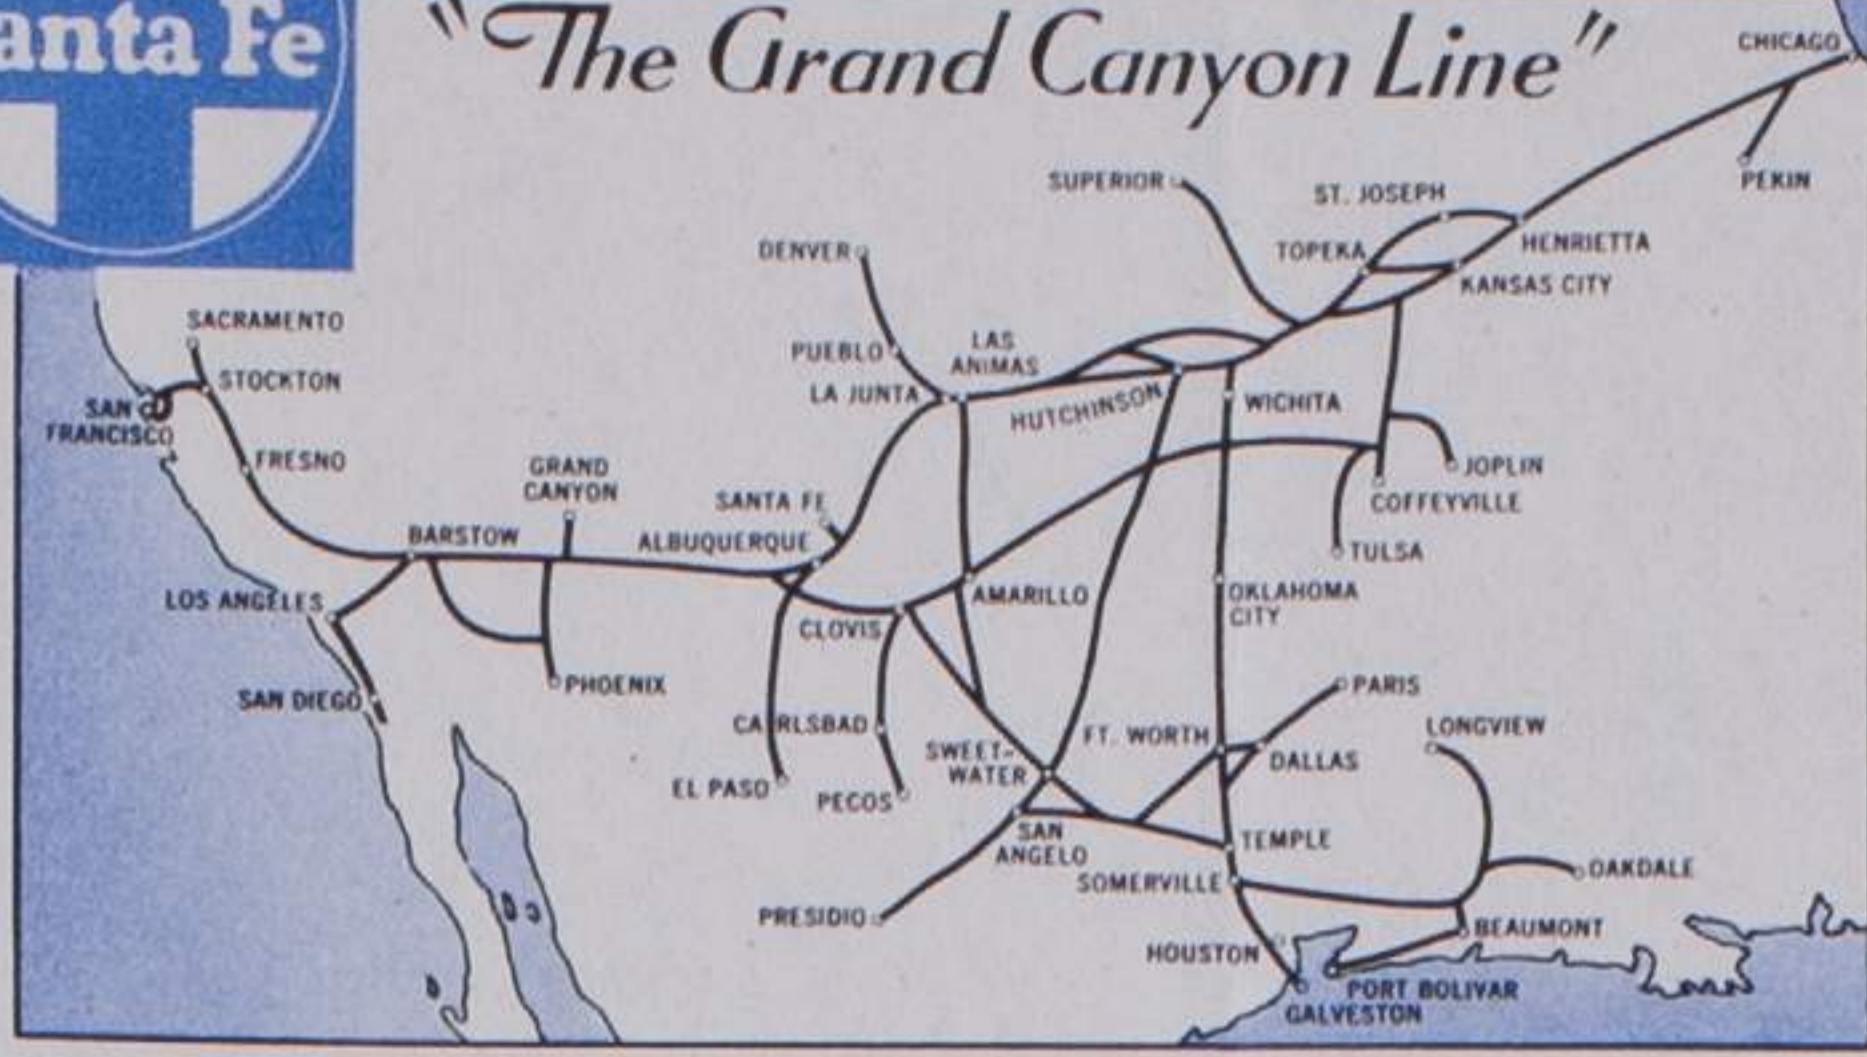 anta Fe
"The Grand Canyon Line"
CHICAGO
PEKIN
SUPERIOR
ST. JOSEPH
HENRIETTA
TOPEKA
KANSAS CITY
DENVER
SACRAMENTO
PUEBLO
LAS
ANIMAS
STOCKTON
LA JUNTA
HUTCHINSON
WICHITA
SAN
FRANCISCO
FRESNO
GRAND
CANYON
JOPLIN
SANTA FE
COFFEYVILLE
BARSTOW
ALBUQUERQUE
TULSA
LOS ANGELES
AMARILLO
OKLAHOMA
CITY
CLOVIS
PHOENIX
PARIS
SAN DIEGO
CARLSBAD
FT. WORTH
LONGVIEW
SWEET-
WATER
DALLAS
EL PASO
PECOS
SAN
ANGELO
TEMPLE
OAKDALE
SOMERVILLE
PRESIDIO
BEAUMONT
HOUSTON
PORT BOLIVAR
GALVESTON